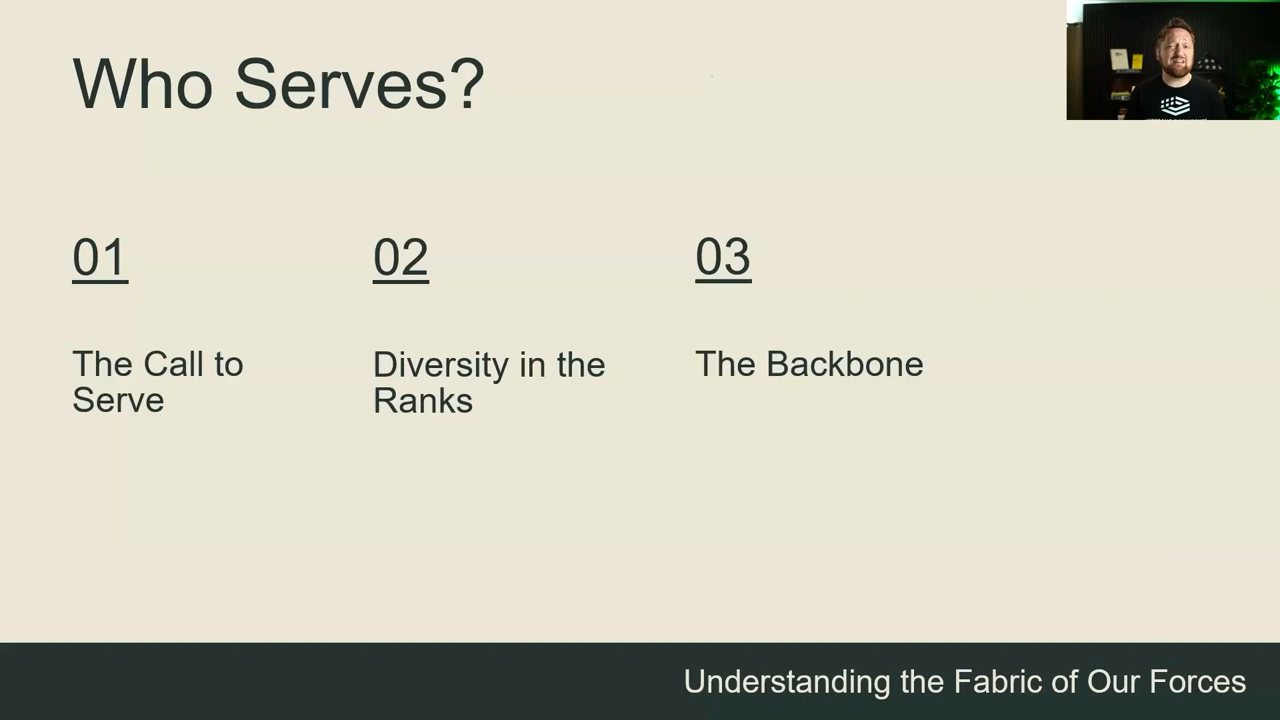 Who Serves?
01
02
03
The Call to
Serve
Diversity in the
Ranks
The Backbone
Understanding the Fabric of Our Forces